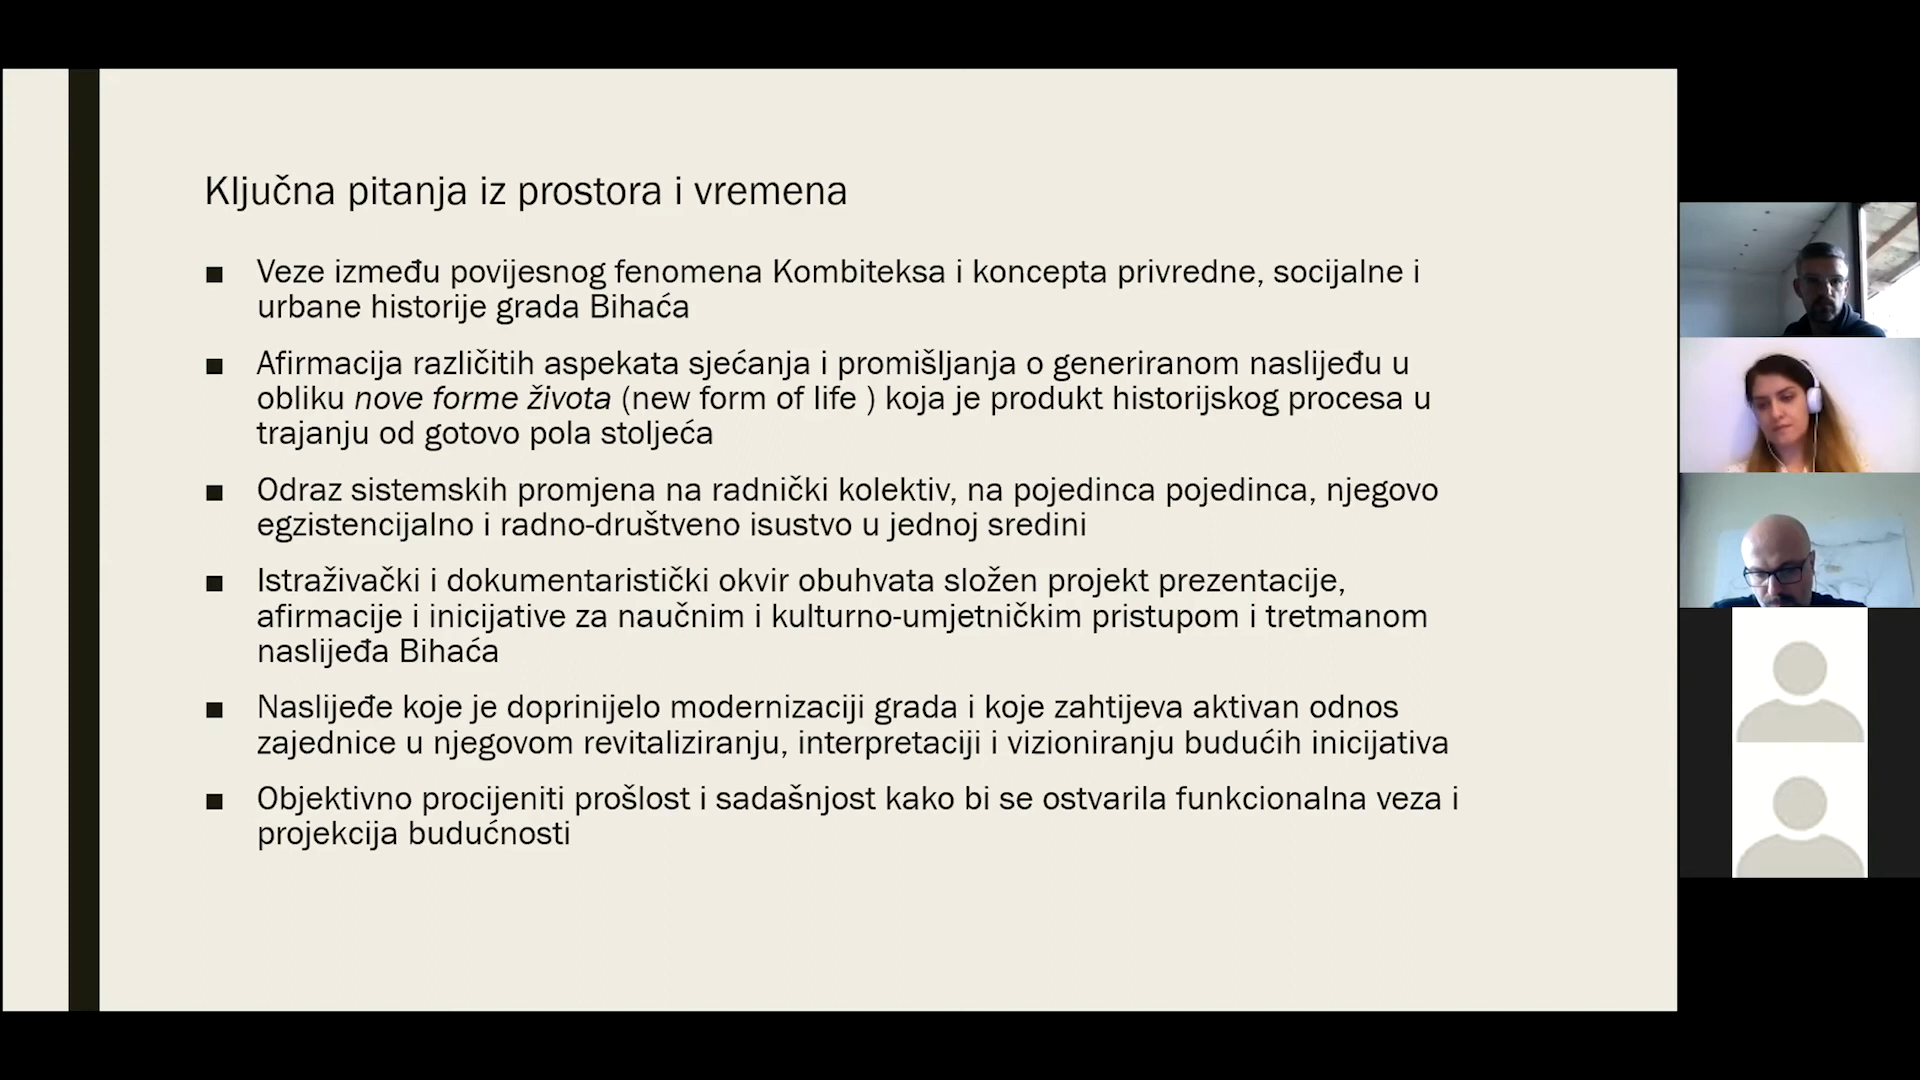 Ključna pitanja iz prostora i vremena
■ Veze između povijesnog fenomena Kombiteksa i koncepta privredne, socijalne i
urbane historije grada Bihaća
■ Afirmacija različitih aspekata sjećanja i promišljanja o generiranom naslijeđu u
obliku nove forme života (new form of life ) koja je produkt historijskog procesa u
trajanju od gotovo pola stoljeća
■ Odraz sistemskih promjena na radnički kolektiv, na pojedinca pojedinca, njegovo
egzistencijalno i radno-društveno isustvo u jednoj sredini
■ Istraživački i dokumentaristički okvir obuhvata složen projekt prezentacije,
afirmacije i inicijative za naučnim i kulturno-umjetničkim pristupom i tretmanom
naslijeđa Bihaća
■ Naslijeđe koje je doprinijelo modernizaciji grada i koje zahtijeva aktivan odnos
zajednice u njegovom revitaliziranju, interpretaciji i vizioniranju budućih inicijativa
■ Objektivno procijeniti prošlost i sadašnjost kako bi se ostvarila funkcionalna veza i
projekcija budućnosti